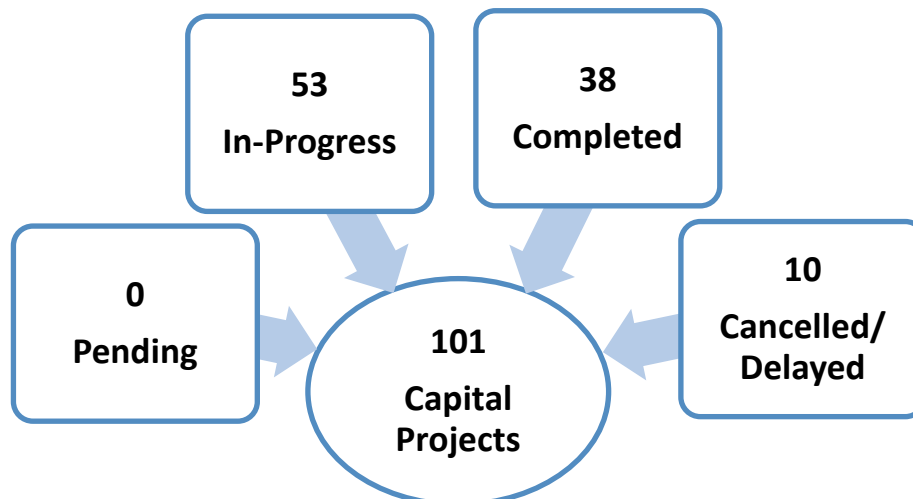 53
In-Progress
38
Completed
0
Pending
10
Cancelled/
Delayed
101
Capital
Projects